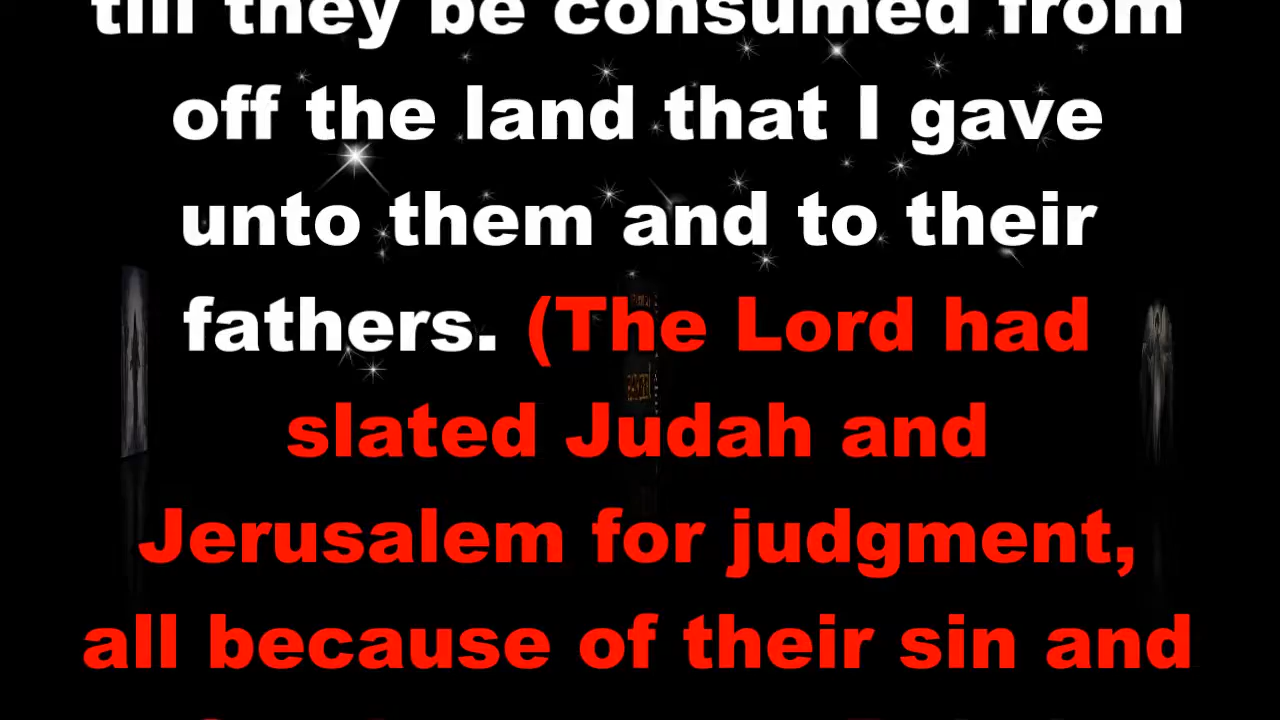 till they be consumed from
off the land that I gave
unto them and to their
fathers. (The Lord had
slated Judah and
Jerusalem for judgment,
all because of their sin and